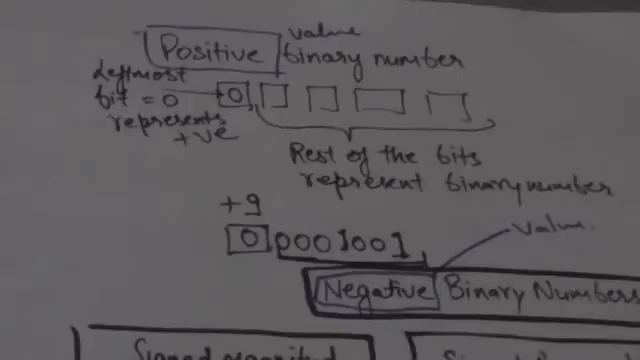 value
Positive binary number
leftmost
bit = 0 0
represents
+ve
Rest of the bits
represent binary number
+9
0 0001001
value.
Negative Binary Numbers
Signed